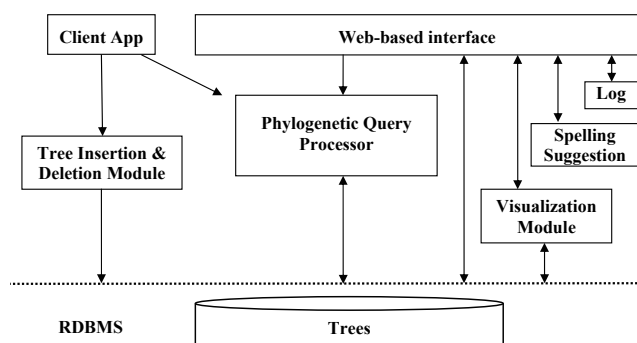 Client App
Web-based interface
Log
Phylogenetic Query
Processor
Spelling
Suggestion
Tree Insertion &
Deletion Module
Visualization
Module
RDBMS
Trees